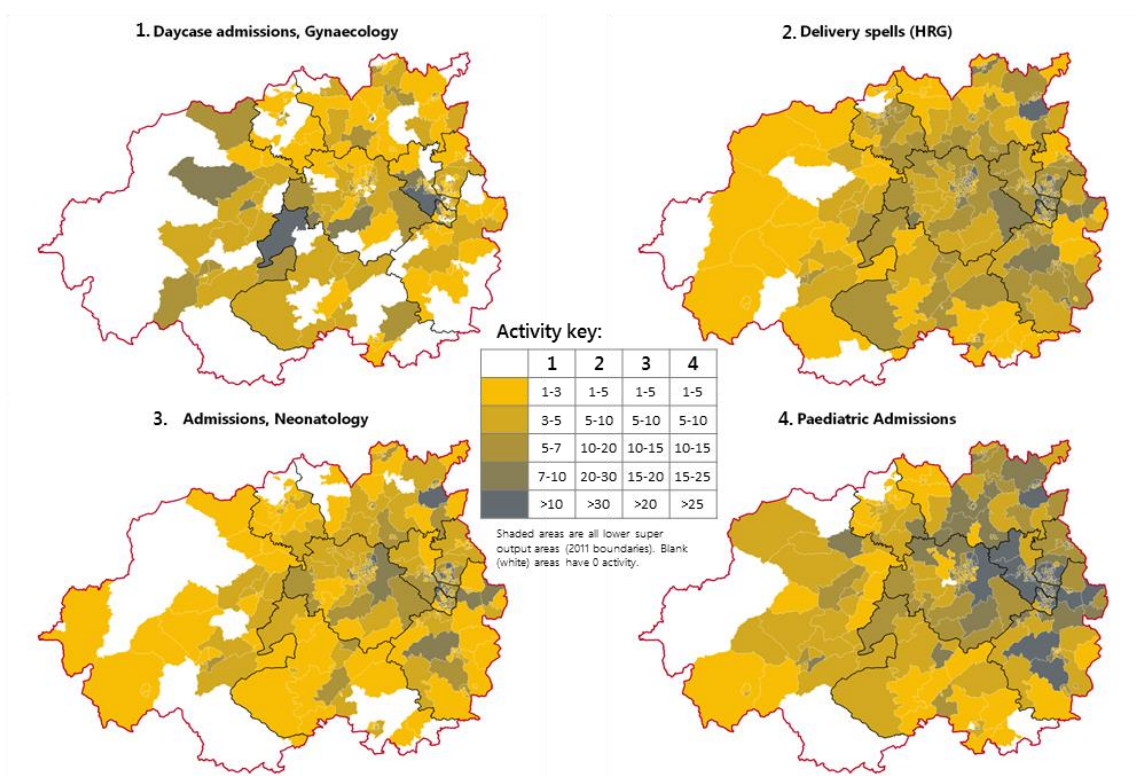 1. Daycase admissions, Gynaecology
2. Delivery spells (HRG)
Activity key:
1 2 3 4
1-3 1-5 1-5 1-5
3-5 5-10 5-10 5-10
5-7 10-20 10-15 10-15
7-10 20-30 15-20 15-25
>10 >30 >20 >25
Shaded areas are all lower super
output areas (2011 boundaries). Blank
(white) areas have 0 activity.
3. Admissions, Neonatology
4. Paediatric Admissions